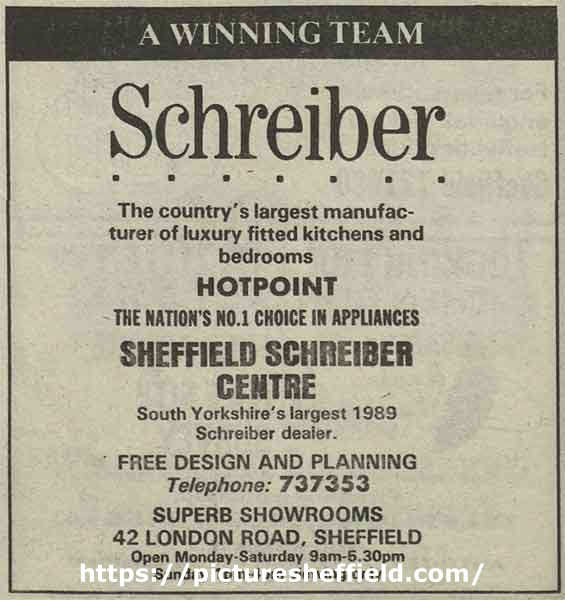 A WINNING TEAM
Schreiber
The country's largest manufac-
turer of luxury fitted kitchens and
bedrooms
HOTPOINT
THE NATION'S NO.1 CHOICE IN APPLIANCES
SHEFFIELD SCHREIBER
CENTRE
South Yorkshire's largest 1989
Schreiber dealer.
FREE DESIGN AND PLANNING
Telephone: 737353
SUPERB SHOWROOMS
42 LONDON ROAD, SHEFFIELD
Open Monday-Saturday 9am-5.30pm
Sunday
https://picturesheffield.com/